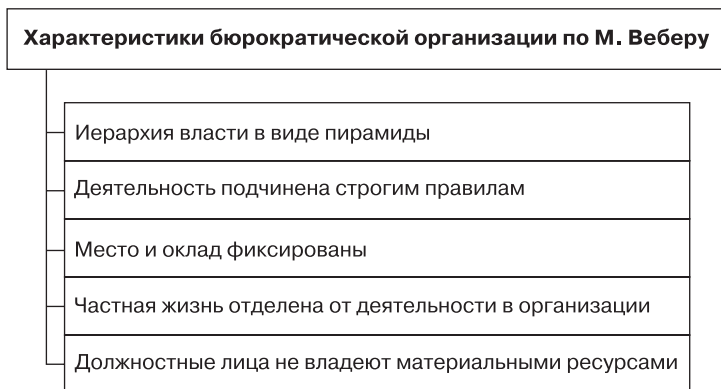 Характеристики бюрократической организации по М. Веберу
Иерархия власти в виде пирамиды
Деятельность подчинена строгим правилам
Место и оклад фиксированы
Частная жизнь отделена от деятельности в организации
Должностные лица не владеют материальными ресурсами